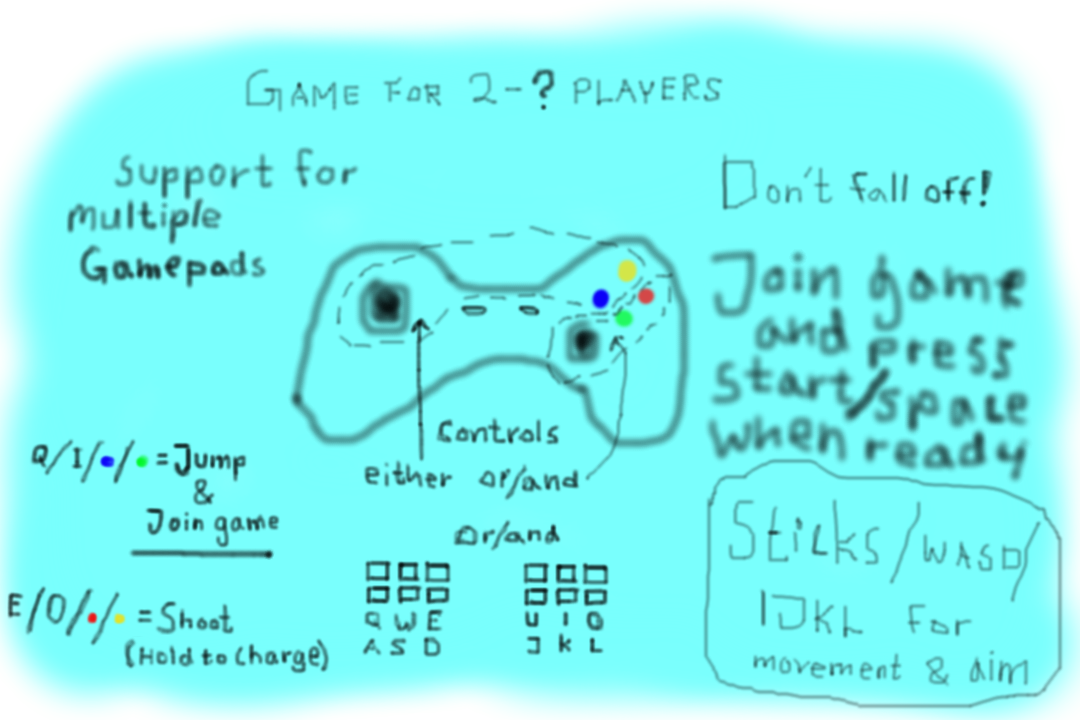 GAME FOR 2-? PLAYERS
Support for
multiple
Gamepads
Don't fall off!
Join game
and press
start/space
when ready
Controls
either or/and
Q/I/ / =Jump
&
Join game
E/O/ / =Shoot
(Hold to charge)
Or/and
Q W E
A S D
U I O
J K L
Sticks/WASD/
IJKL for
movement & aim